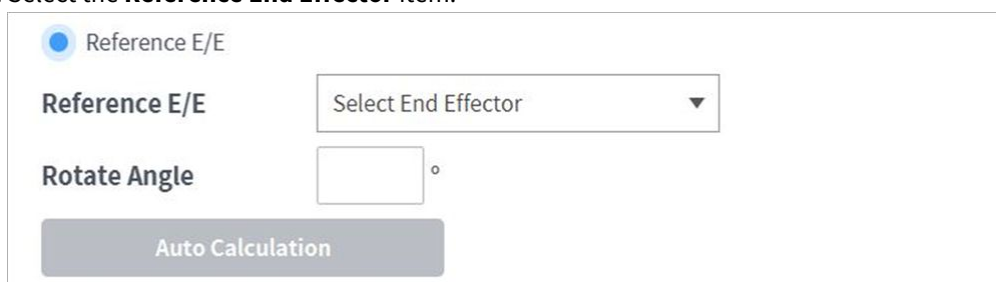 Select the Reference End Effector item.
Reference E/E
Reference E/E
Select End Effector
Rotate Angle
°
Auto Calculation